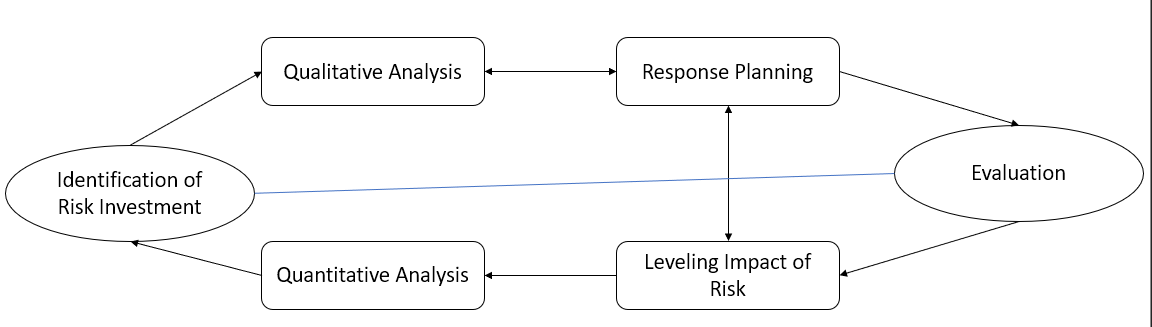 Qualitative Analysis
Response Planning
Identification of
Risk Investment
Evaluation
Quantitative Analysis
Leveling Impact of
Risk